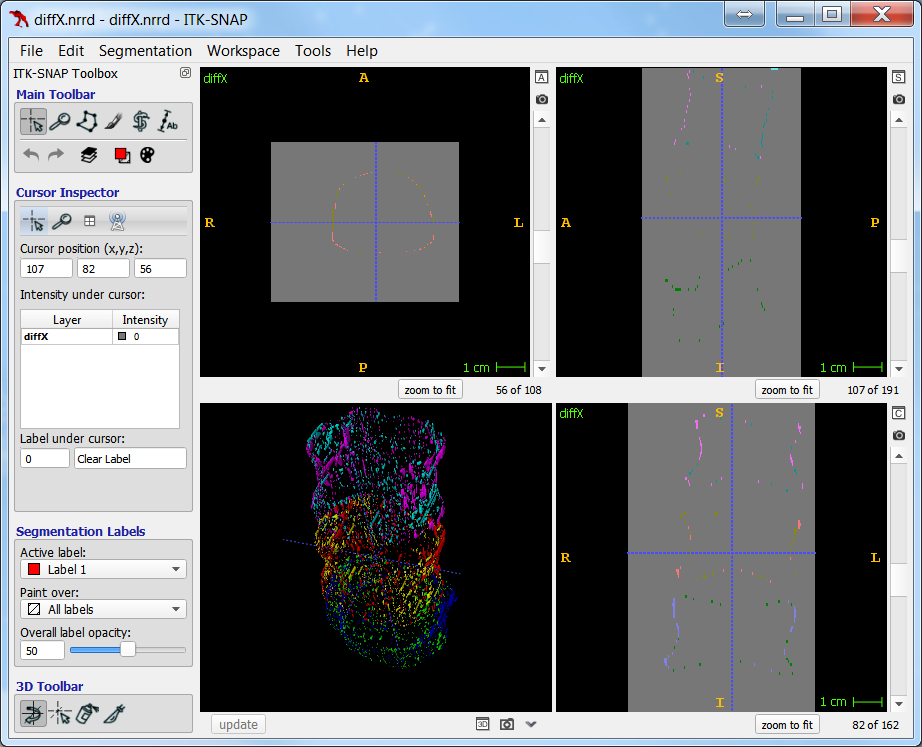 diffX.nrrd - diffX.nrrd - ITK-SNAP
File Edit Segmentation Workspace Tools Help
ITK-SNAP Toolbox
Main Toolbar
Ab
Cursor Inspector
Cursor position (x,y,z):
107 82 56
Intensity under cursor:
Layer Intensity
diffX 0
Label under cursor:
0 Clear Label
Segmentation Labels
Active label:
Label 1
Paint over:
All labels
Overall label opacity:
50
3D Toolbar
diffX A A
R L
P 1 cm
zoom to fit 56 of 108
diffX S S
A P
I 1 cm
zoom to fit 107 of 191
update 3D
diffX S C
R L
I 1 cm
zoom to fit 82 of 162